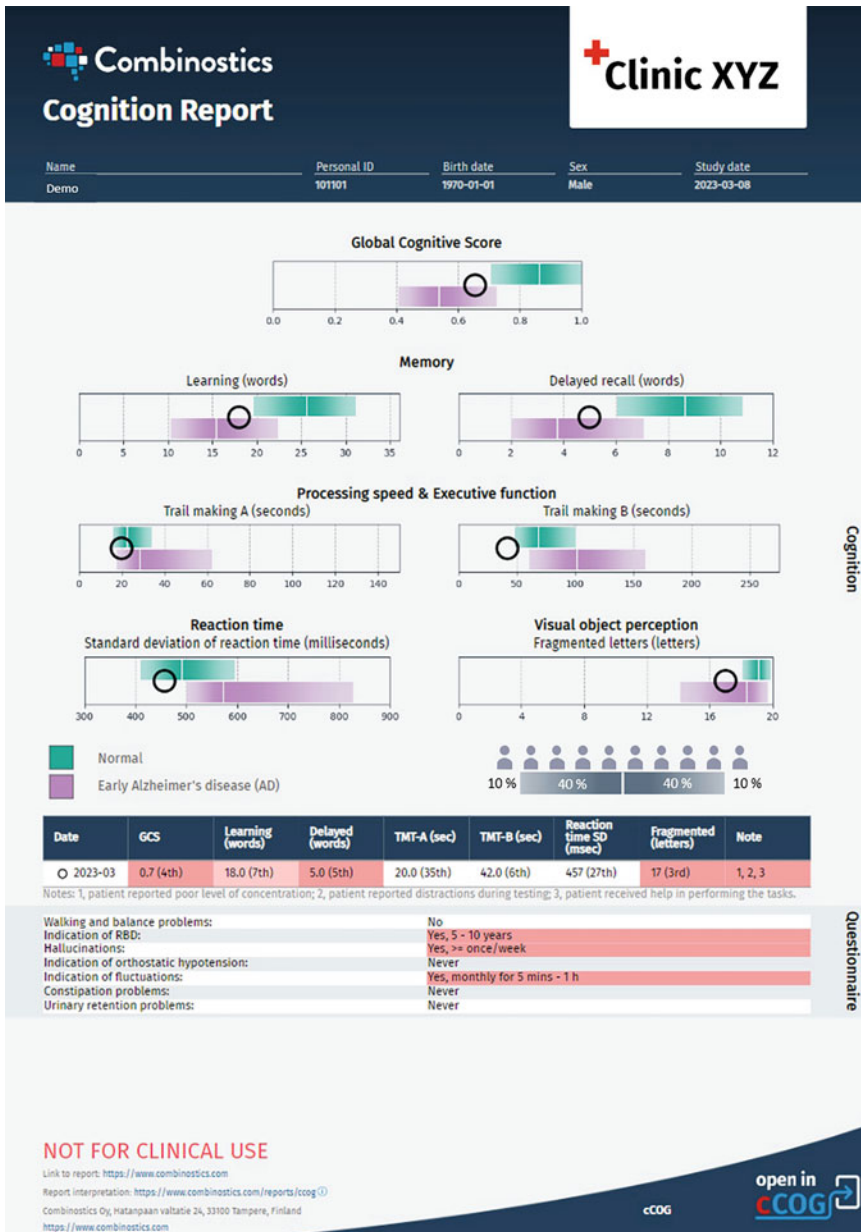 Combinostics
Clinic XYZ
Cognition Report
Name Personal ID Birth date Sex Study date
Demo 101101 1970-01-01 Male 2023-03-08
Global Cognitive Score
0.0 0.2 0.4 0.6 0.8 1.0
Memory
Learning (words) Delayed recall (words)
0 5 10 15 20 25 30 35 0 2 4 6 8 10 12
Processing speed & Executive function
Trail making A (seconds) Trail making B (seconds)
0 20 40 60 80 100 120 140 0 50 100 150 200 250
Cognition
Reaction time Visual object perception
Standard deviation of reaction time (milliseconds) Fragmented letters (letters)
300 400 500 600 700 800 900 0 4 8 12 16 20
Normal
Early Alzheimer's disease (AD)
10 % 40 % 40 % 10 %
Date GCS Learning (words) Delayed (words) TMT-A (sec) TMT-B (sec) Reaction time SD (msec) Fragmented (letters) Note
2023-03 0.7 (4th) 18.0 (7th) 5.0 (5th) 20.0 (35th) 42.0 (6th) 457 (27th) 17 (3rd) 1, 2, 3
Notes: 1, patient reported poor level of concentration; 2, patient reported distractions during testing; 3, patient received help in performing the tasks.
Walking and balance problems: No
Indication of RBD: Yes, 5 - 10 years
Hallucinations: Yes, >= once/week
Indication of orthostatic hypotension: Never
Indication of fluctuations: Yes, monthly for 5 mins - 1 h
Constipation problems: Never
Urinary retention problems: Never
Questionnaire
NOT FOR CLINICAL USE
Link to report: https://www.combinostics.com
Report interpretation: https://www.combinostics.com/reports/ccog
Combinostics Oy, Hatanpaan valtatie 24, 33100 Tampere, Finland
https://www.combinostics.com
cCOG
open in
cCOG